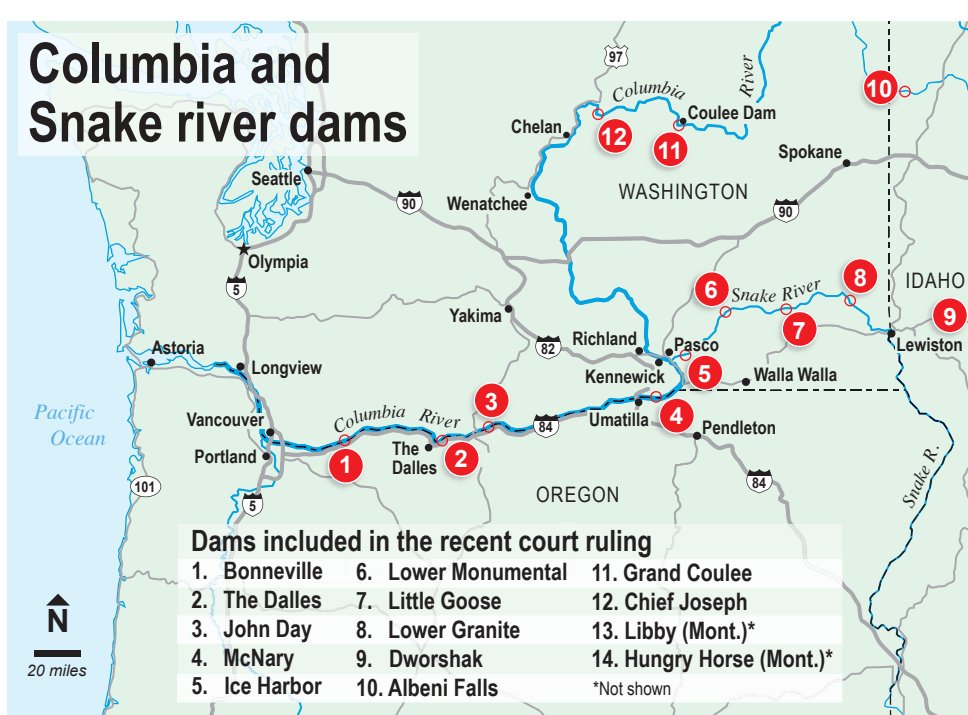 Columbia and
Snake river dams
97
Columbia
River
10
Chelan
12
11
Coulee Dam
Spokane
Seattle
90
Wenatchee
WASHINGTON
90
Olympia
5
6
Snake River
8
IDAHO
9
Yakima
7
Astoria
82
Richland
Pasco
Lewiston
Longview
Kennewick
5
Walla Walla
Pacific
Ocean
Vancouver
Columbia River
3
84
Umatilla
4
Pendleton
Portland
1
The
Dalles
2
Snake R.
101
5
OREGON
84
Dams included in the recent court ruling
1. Bonneville
2. The Dalles
3. John Day
4. McNary
5. Ice Harbor
6. Lower Monumental
7. Little Goose
8. Lower Granite
9. Dworshak
10. Albeni Falls
11. Grand Coulee
12. Chief Joseph
13. Libby (Mont.)*
14. Hungry Horse (Mont.)*
*Not shown
N
20 miles